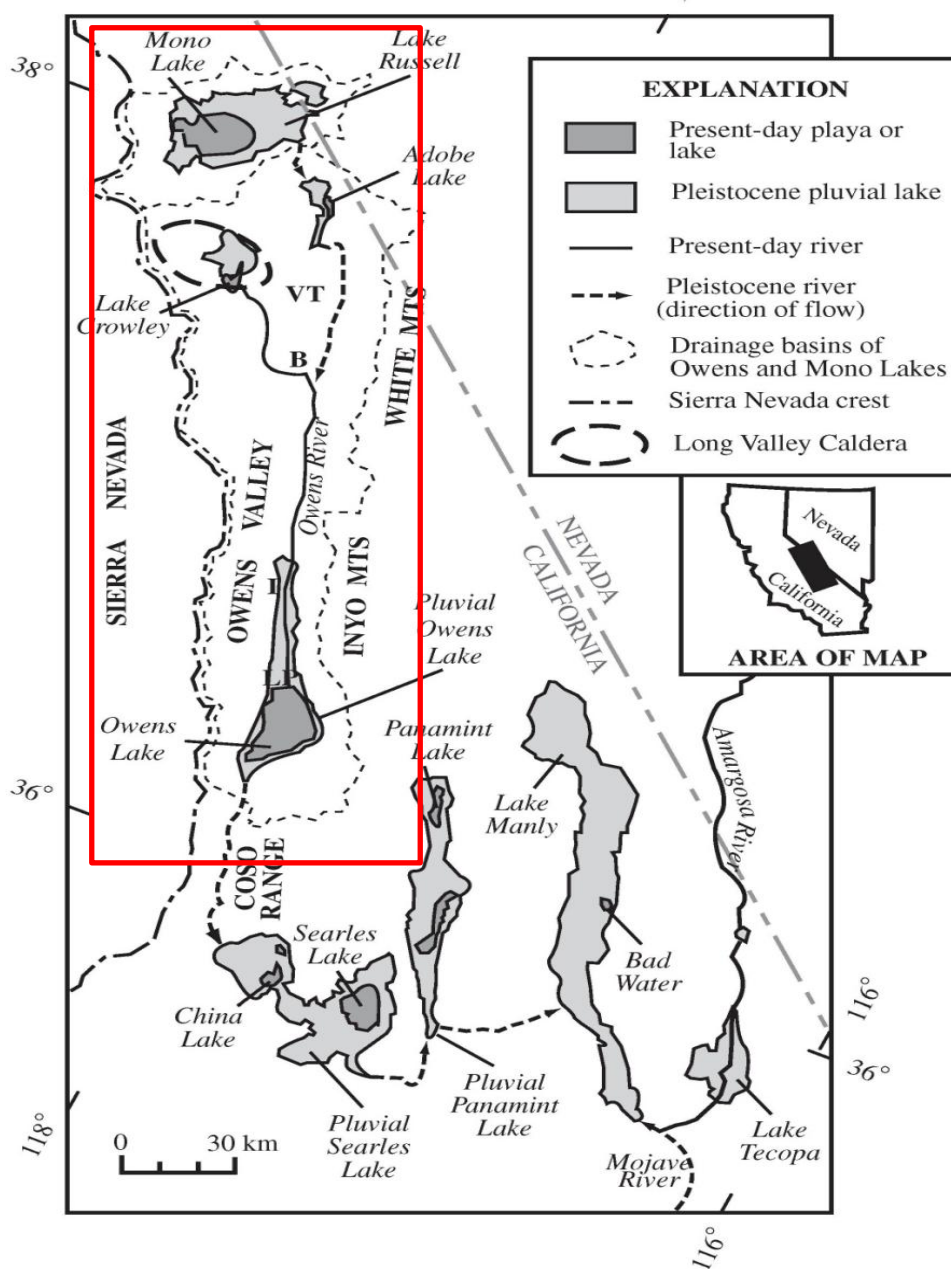 Mono
Lake
Lake
Russell
38°
Adobe
Lake
EXPLANATION
Present-day playa or
lake
Pleistocene pluvial lake
Present-day river
Pleistocene river
(direction of flow)
Drainage basins of
Owens and Mono Lakes
Sierra Nevada crest
Long Valley Caldera
Lake
Crowley
VT
B
WHITE MTS
SIERRA NEVADA
OWENS VALLEY
Owens River
INYO MTS
I
LP
Pluvial
Owens
Lake
NEVADA
CALIFORNIA
Nevada
California
AREA OF MAP
Owens
Lake
Panamint
Lake
Lake
Manly
Amargosa River
36°
COSO
RANGE
Searles
Lake
China
Lake
Bad
Water
116°
36°
Pluvial
Searles
Lake
Pluvial
Panamint
Lake
Lake
Tecopa
Mojave
River
118°
0 30 km
116°